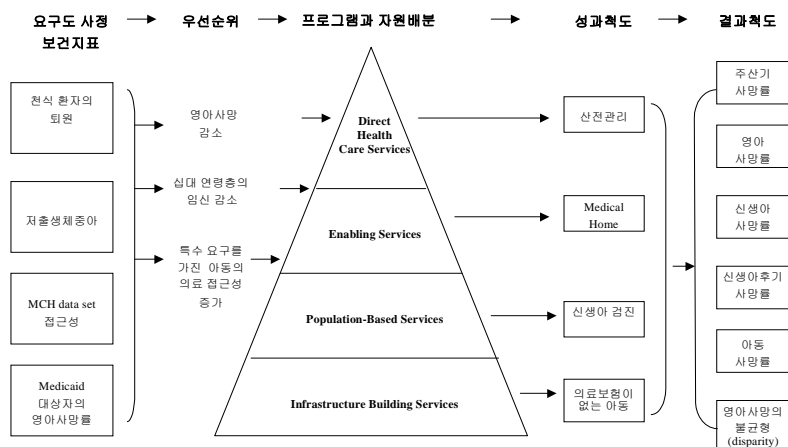 요구도 사정
보건지표
우선순위
프로그램과 자원배분
성과척도
결과척도
천식 환자의
퇴원
저출생체중아
MCH data set
접근성
Medicaid
대상자의
영아사망률
영아사망
감소
십대 연령층의
임신 감소
특수 요구를
가진 아동의
의료 접근성
증가
Direct
Health
Care Services
Enabling Services
Population-Based Services
Infrastructure Building Services
산전관리
Medical
Home
신생아 검진
의료보험이
없는 아동
주산기
사망률
영아
사망률
신생아
사망률
신생아후기
사망률
아동
사망률
영아사망의
불균형
(disparity)